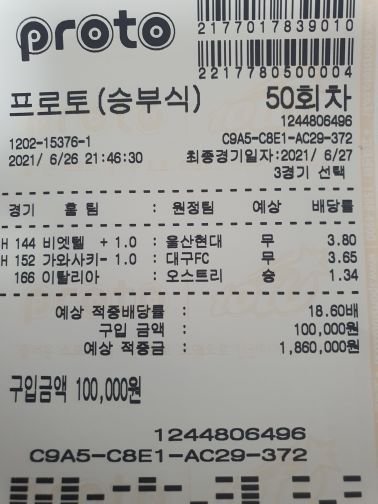 proto
2177017839010
2217780500004
프로토(승부식) 50회차
1244806496
1202-15376-1 C9A5-C8E1-AC29-372
2021/ 6/26 21:46:30 최종경기일자:2021/ 6/27
3경기 선택
경기 홈 팀 : 원정팀 예상 배당률
H 144 비엣텔 + 1.0 : 울산현대 무 3.80
H 152 가와사키- 1.0 : 대구FC 무 3.65
166 이탈리아 : 오스트리 승 1.34
예상 적중배당률 : 18.60배
구입 금액 : 100,000원
예상 적중금 : 1,860,000원
구입금액 100,000원
1244806496
C9A5-C8E1-AC29-372